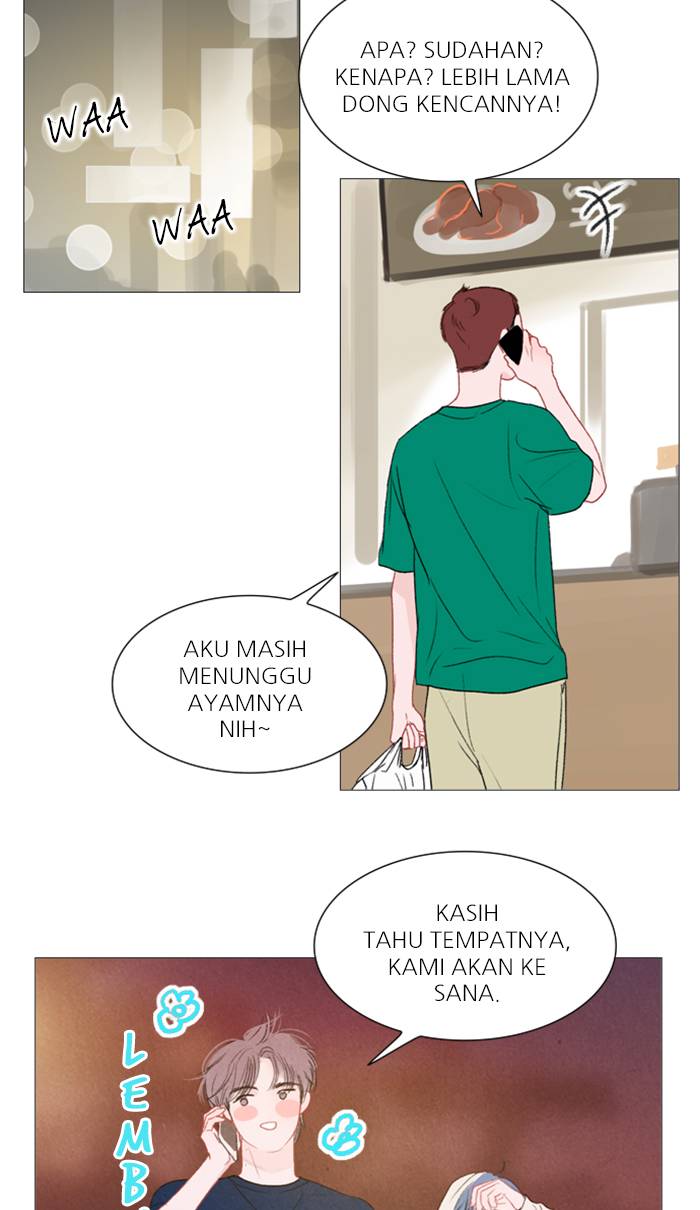 APA? SUDAHAN?
KENAPA? LEBIH LAMA
DONG KENCANNYA!
WAA
WAA
AKU MASIH
MENUNGGU
AYAMNYA
NIH~
KASIH
TAHU TEMPATNYA,
KAMI AKAN KE
SANA.
LEMB